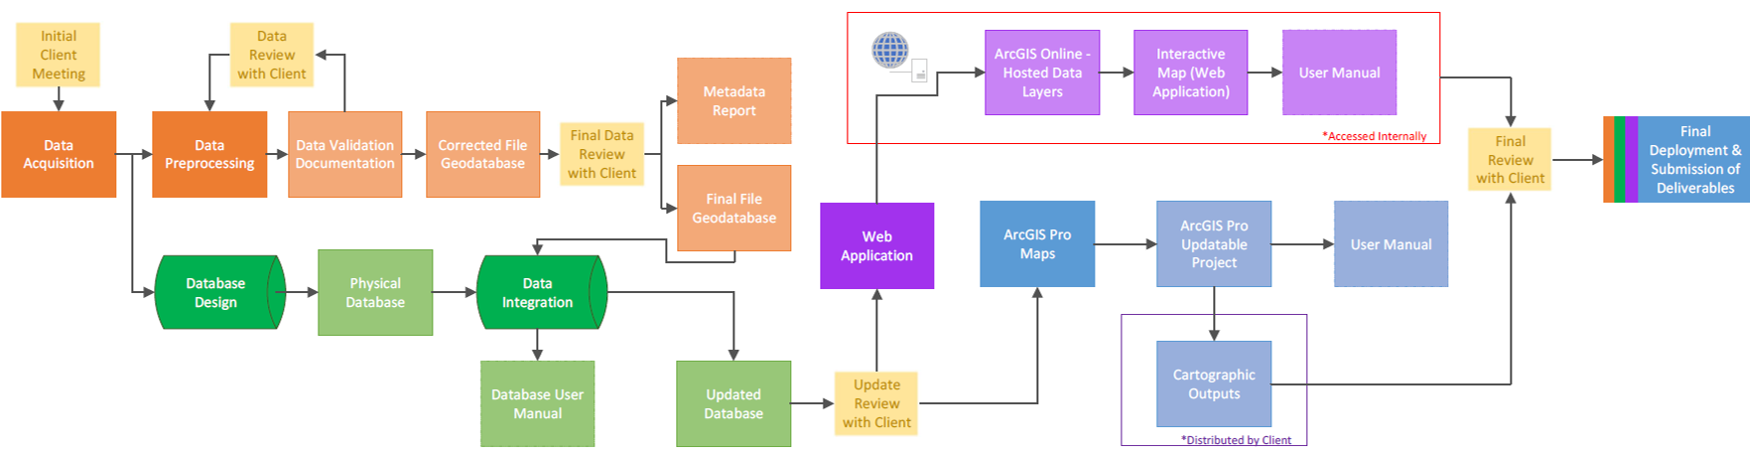 Initial
Client
Meeting
Data
Review
with Client
Data
Acquisition
Data
Preprocessing
Data Validation
Documentation
Corrected File
Geodatabase
Final Data
Review
with Client
Metadata
Report
Final File
Geodatabase
Database
Design
Physical
Database
Data
Integration
Database User
Manual
Updated
Database
Update
Review
with Client
Web
Application
ArcGIS Online -
Hosted Data
Layers
Interactive
Map (Web
Application)
User Manual
*Accessed Internally
ArcGIS Pro
Maps
ArcGIS Pro
Updatable
Project
User Manual
Cartographic
Outputs
*Distributed by Client
Final
Review
with Client
Final
Deployment &
Submission of
Deliverables